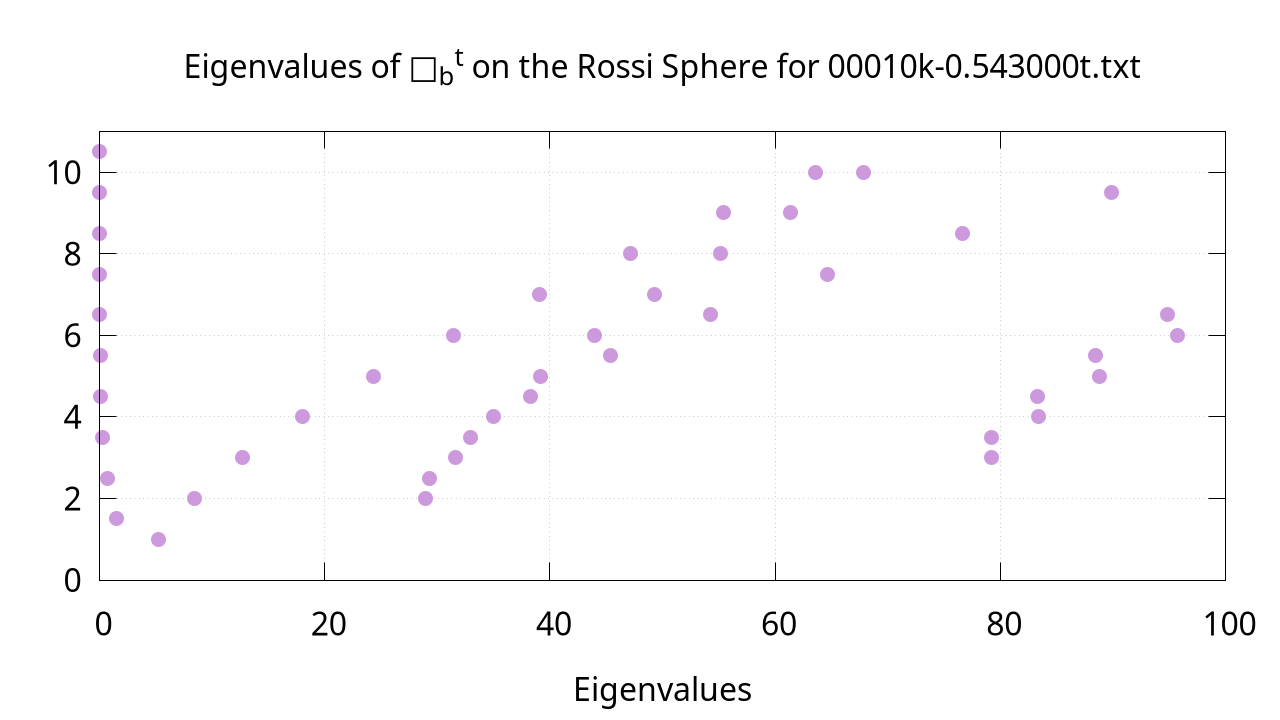 Eigenvalues of □bt on the Rossi Sphere for 00010k-0.543000t.txt
10
8
6
4
2
0
0 20 40 60 80 100
Eigenvalues